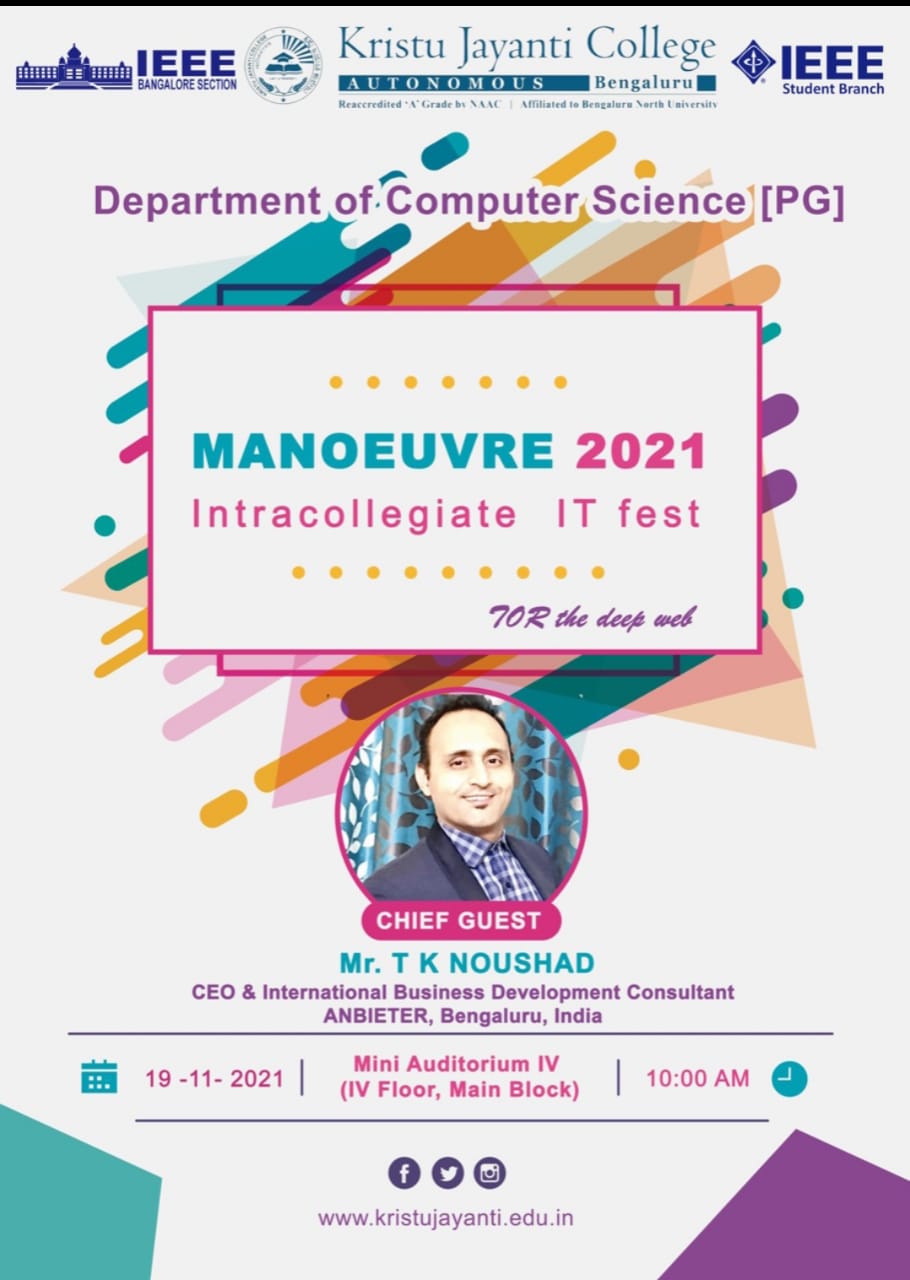 IEEE
BANGALORE SECTION
Kristu Jayanti College
AUTONOMOUS Bengaluru
Reaccredited 'A' Grade by NAAC | Affiliated to Bengaluru North University
IEEE
Student Branch
Department of Computer Science [PG]
MANOEUVRE 2021
Intracollegiate IT fest
TOR the deep web
CHIEF GUEST
Mr. T K NOUSHAD
CEO & International Business Development Consultant
ANBIETER, Bengaluru, India
19 -11- 2021
Mini Auditorium IV
(IV Floor, Main Block)
10:00 AM
www.kristujayanti.edu.in